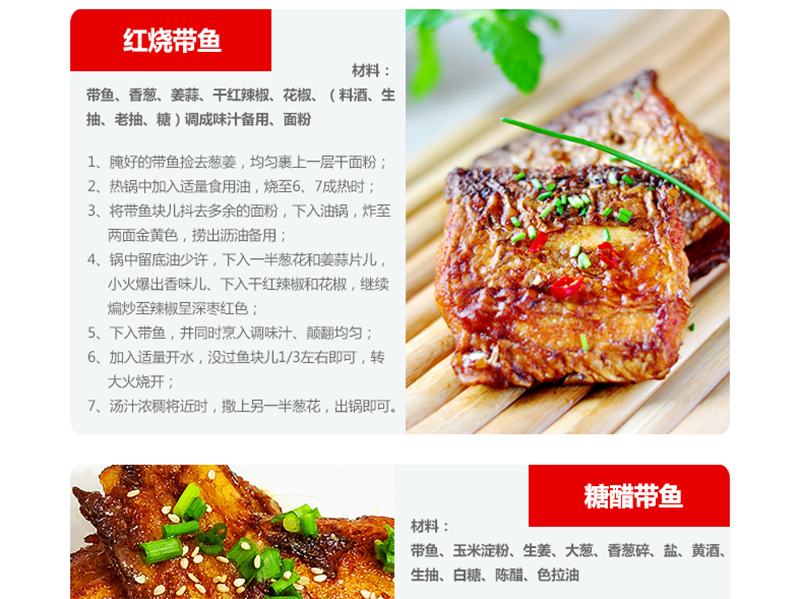 红烧带鱼
材料：
带鱼、香葱、姜蒜、干红辣椒、花椒、（料酒、生
抽、老抽、糖）调成味汁备用、面粉
1、腌好的带鱼捡去葱姜，均匀裹上一层干面粉；
2、热锅中加入适量食用油，烧至6、7成热时；
3、将带鱼块儿抖去多余的面粉，下入油锅，炸至
两面金黄色，捞出沥油备用；
4、锅中留底油少许，下入一半葱花和姜蒜片儿，
小火爆出香味儿、下入干红辣椒和花椒，继续
煸炒至辣椒呈深枣红色；
5、下入带鱼，并同时烹入调味汁、颠翻均匀；
6、加入适量开水，没过鱼块儿1/3左右即可，转
大火烧开；
7、汤汁浓稠将近时，撒上另一半葱花，出锅即可。
糖醋带鱼
材料：
带鱼、玉米淀粉、生姜、大葱、香葱碎、盐、黄酒、
生抽、白糖、陈醋、色拉油